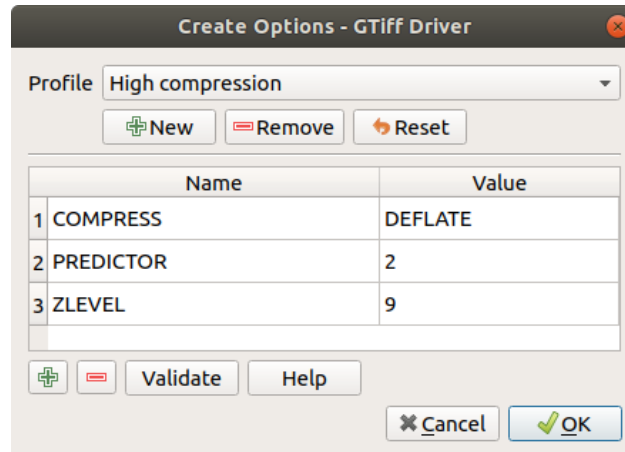 Create Options - GTiff Driver
Profile High compression
New Remove Reset
Name Value
1 COMPRESS DEFLATE
2 PREDICTOR 2
3 ZLEVEL 9
Validate Help
Cancel OK